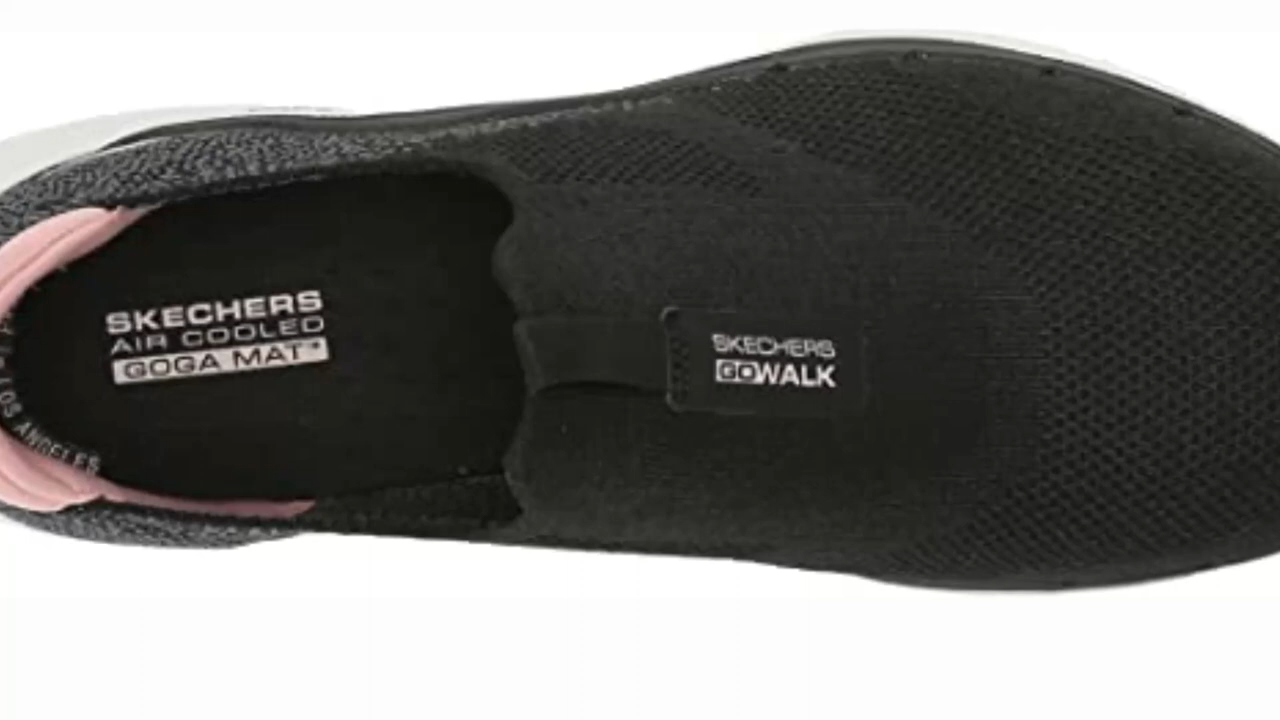 SKECHERS
AIR COOLED
GOGA MAT
SKECHERS
GOWALK
LOS ANGELES